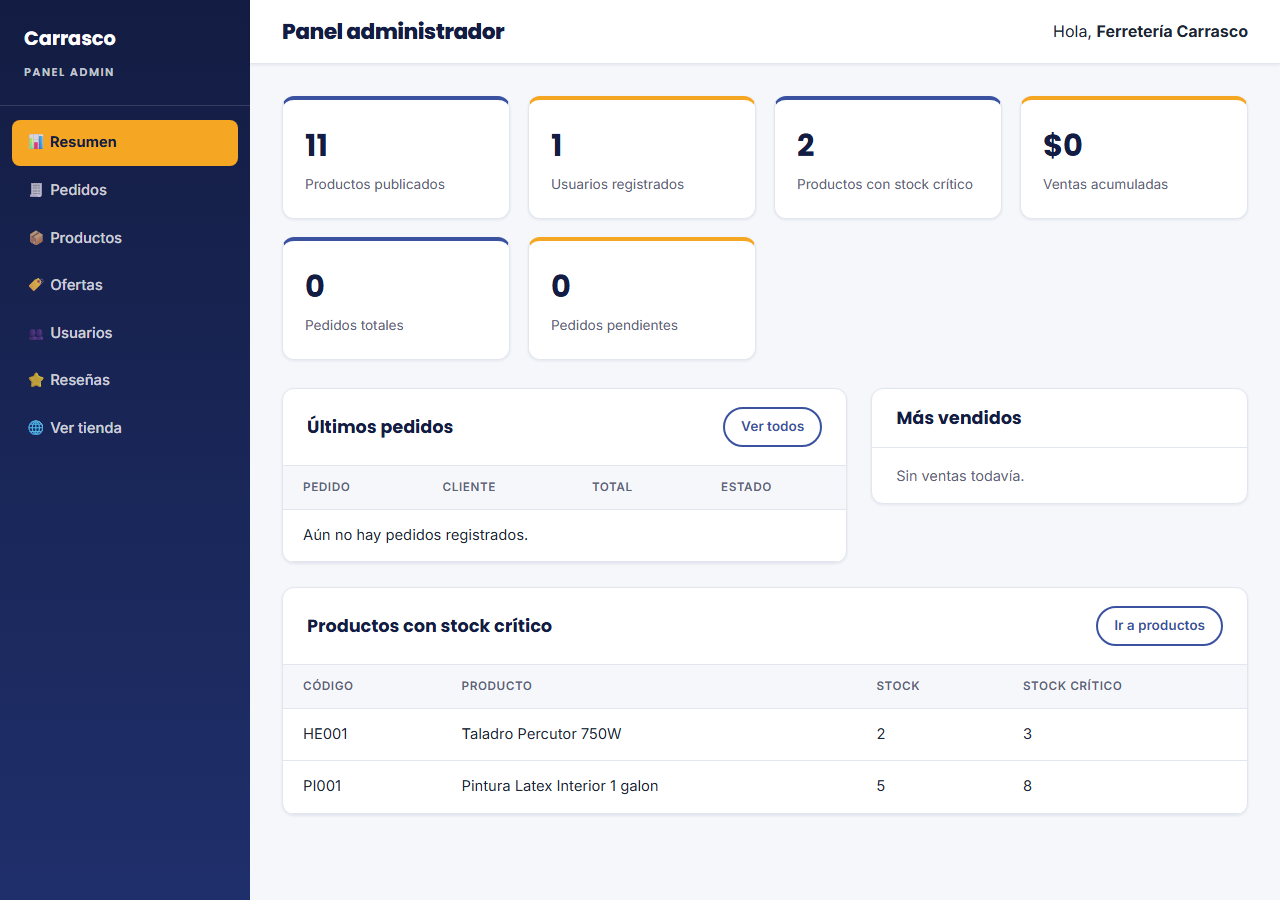 Carrasco
PANEL ADMIN
Resumen
Pedidos
Productos
Ofertas
Usuarios
Reseñas
Ver tienda
Panel administrador
Hola, Ferretería Carrasco
11
Productos publicados
1
Usuarios registrados
2
Productos con stock crítico
$0
Ventas acumuladas
0
Pedidos totales
0
Pedidos pendientes
Últimos pedidos
Ver todos
PEDIDO CLIENTE TOTAL ESTADO
Aún no hay pedidos registrados.
Más vendidos
Sin ventas todavía.
Productos con stock crítico
Ir a productos
CÓDIGO PRODUCTO STOCK STOCK CRÍTICO
HE001 Taladro Percutor 750W 2 3
PI001 Pintura Latex Interior 1 galon 5 8